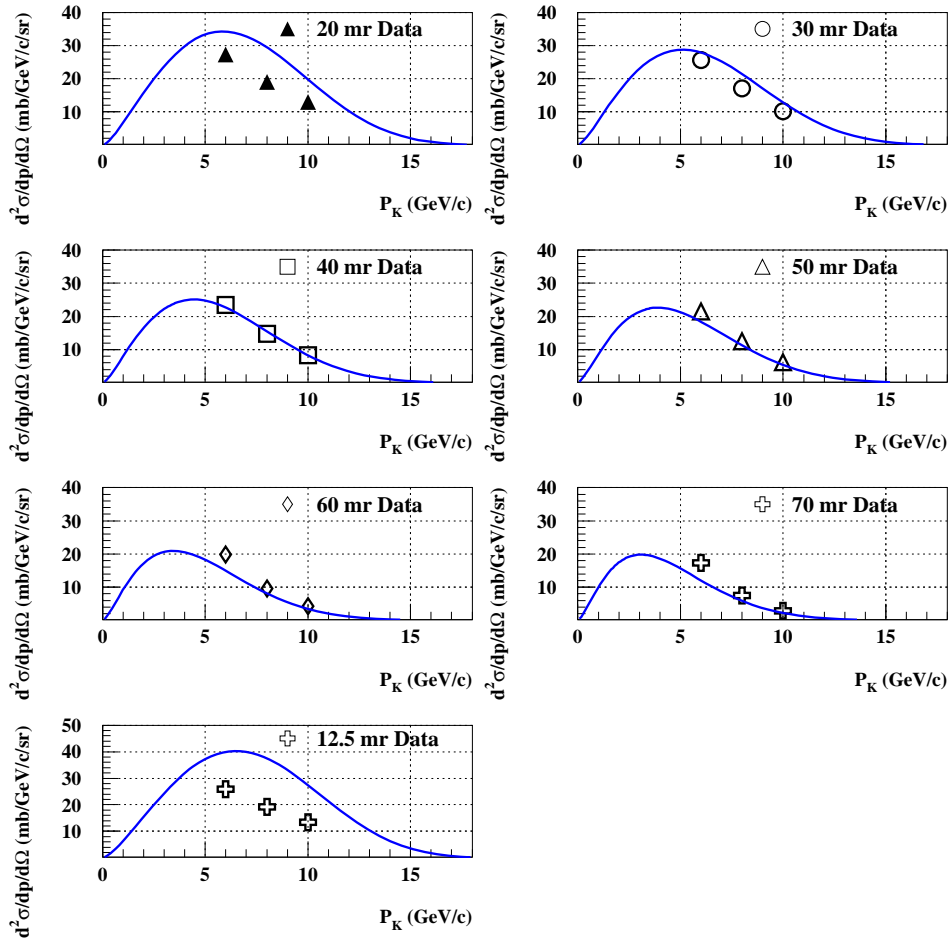 d²σ/dp/dΩ (mb/GeV/c/sr)
40
30
20
10
20 mr Data
0 5 10 15
P_K (GeV/c)
d²σ/dp/dΩ (mb/GeV/c/sr)
40
30
20
10
30 mr Data
0 5 10 15
P_K (GeV/c)
d²σ/dp/dΩ (mb/GeV/c/sr)
40
30
20
10
40 mr Data
0 5 10 15
P_K (GeV/c)
d²σ/dp/dΩ (mb/GeV/c/sr)
40
30
20
10
50 mr Data
0 5 10 15
P_K (GeV/c)
d²σ/dp/dΩ (mb/GeV/c/sr)
40
30
20
10
60 mr Data
0 5 10 15
P_K (GeV/c)
d²σ/dp/dΩ (mb/GeV/c/sr)
40
30
20
10
70 mr Data
0 5 10 15
P_K (GeV/c)
d²σ/dp/dΩ (mb/GeV/c/sr)
50
40
30
20
10
12.5 mr Data
0 5 10 15
P_K (GeV/c)